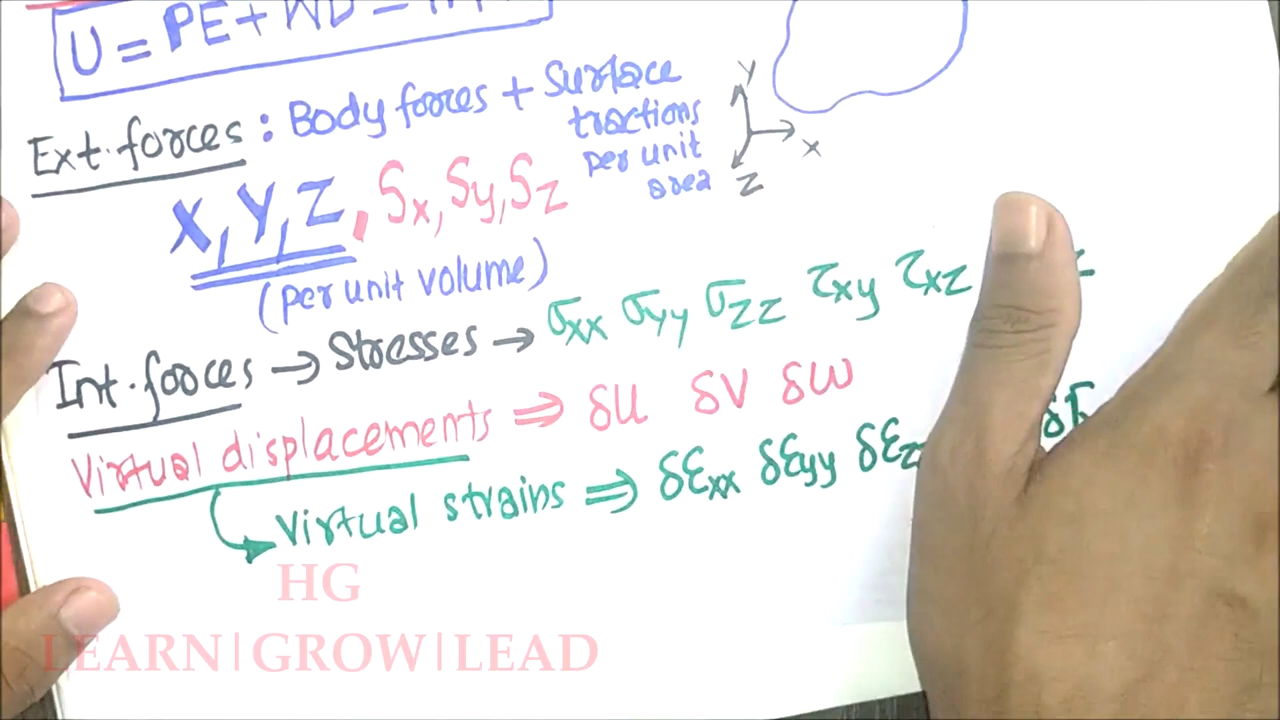 U = PE + WD =
Ext. forces : Body forces + Surface
tractions
per unit
area
Y
X
Z
X, Y, Z, Sx, Sy, Sz
(per unit volume)
Int. forces → Stresses → σxx σyy σzz τxy τxz
Virtual displacements ⇒ δu δv δw
Virtual strains ⇒ δεxx δεyy δεz
HG
LEARN|GROW|LEAD